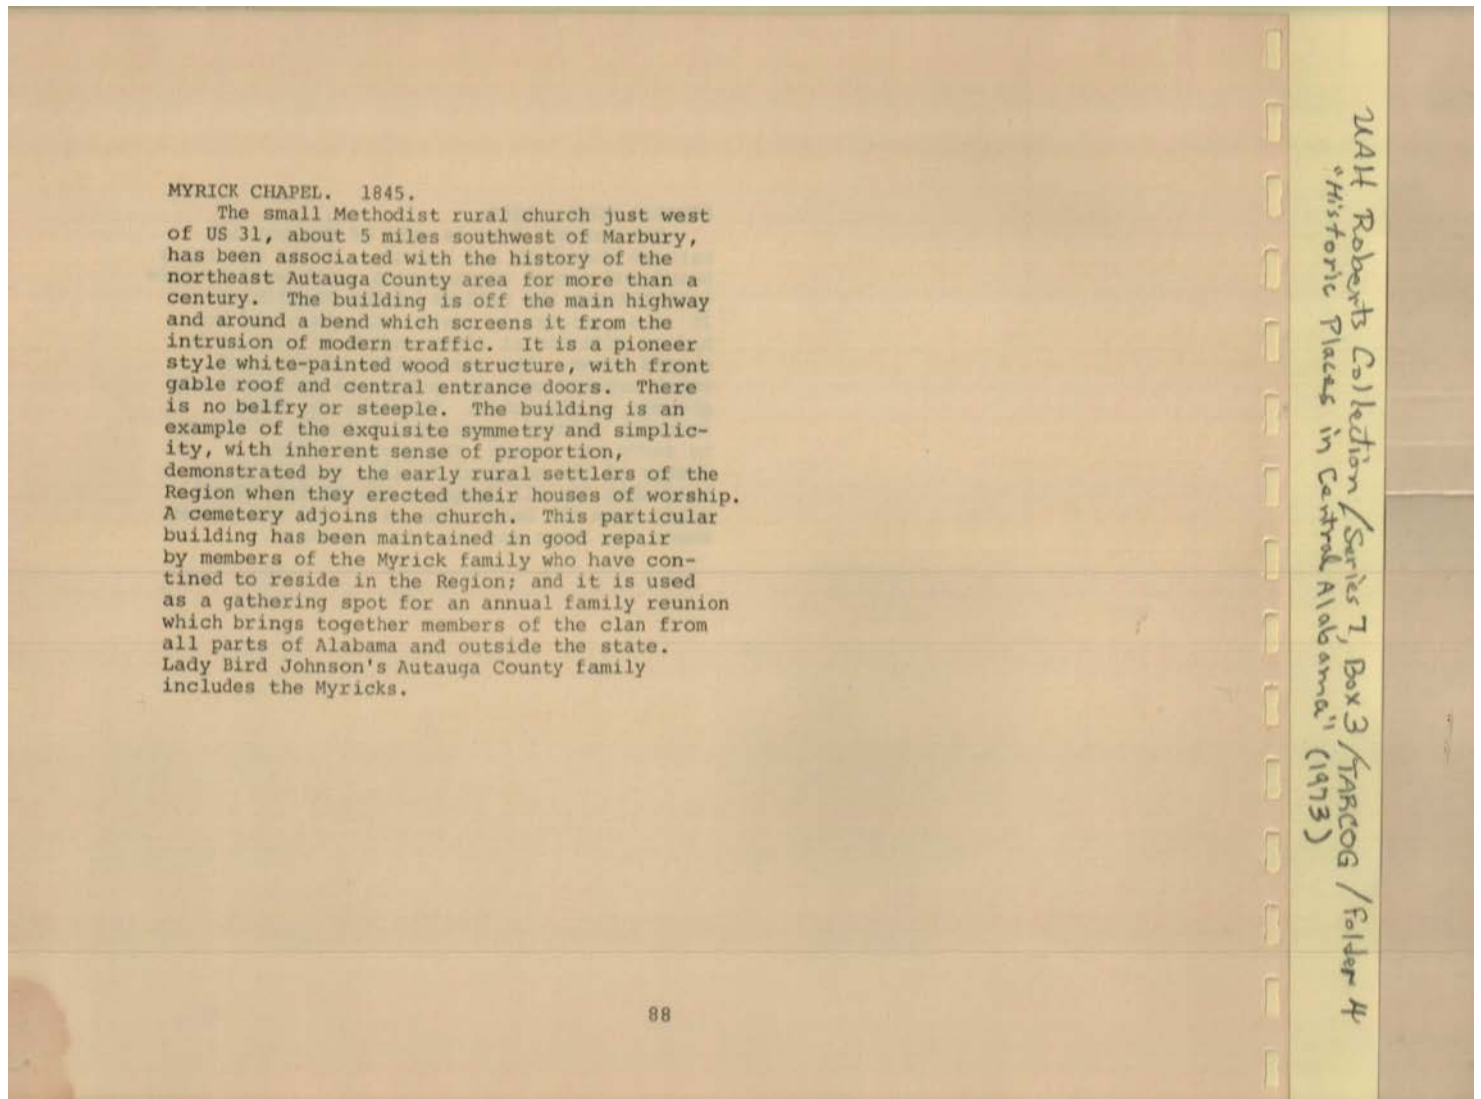 MYRICK CHAPEL. 1845.
The small Methodist rural church just west
of US 31, about 5 miles southwest of Marbury,
has been associated with the history of the
northeast Autauga County area for more than a
century. The building is off the main highway
and around a bend which screens it from the
intrusion of modern traffic. It is a pioneer
style white-painted wood structure, with front
gable roof and central entrance doors. There
is no belfry or steeple. The building is an
example of the exquisite symmetry and simplic-
ity, with inherent sense of proportion,
demonstrated by the early rural settlers of the
Region when they erected their houses of worship.
A cemetery adjoins the church. This particular
building has been maintained in good repair
by members of the Myrick family who have con-
tined to reside in the Region; and it is used
as a gathering spot for an annual family reunion
which brings together members of the clan from
all parts of Alabama and outside the state.
Lady Bird Johnson's Autauga County family
includes the Myricks.
88
UAH Roberts Collection/Series 7, Box 3/TARCOG/Folder 4
"Historic Places in Central Alabama" (1973)